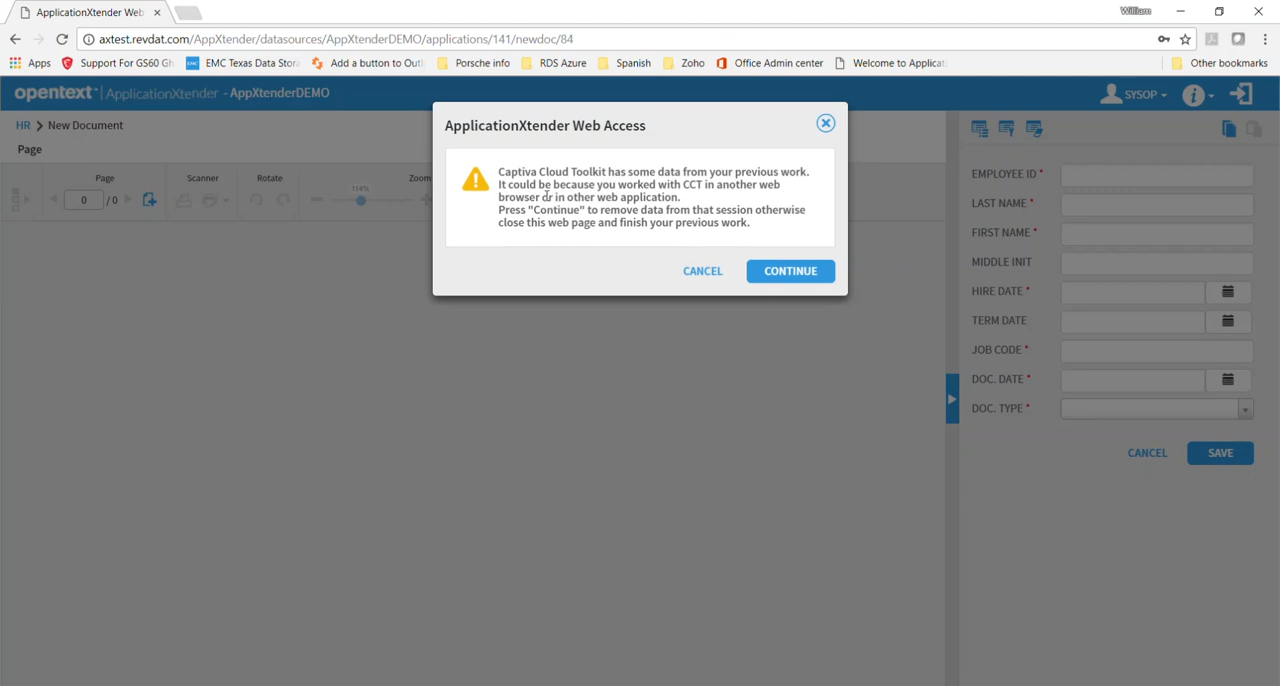 ApplicationXtender Web
William
axtest.revdat.com/AppXtender/datasources/AppXtenderDEMO/applications/141/newdoc/84
Apps Support For GS60 Gh EMC Texas Data Stora Add a button to Outl Porsche info RDS Azure Spanish Zoho Office Admin center Welcome to Applicat Other bookmarks
opentext | ApplicationXtender - AppXtenderDEMO SYSOP
HR > New Document
Page
Page Scanner Rotate Zoom
0 / 0 114%
ApplicationXtender Web Access
Captiva Cloud Toolkit has some data from your previous work.
It could be because you worked with CCT in another web
browser or in other web application.
Press "Continue" to remove data from that session otherwise
close this web page and finish your previous work.
CANCEL CONTINUE
EMPLOYEE ID *
LAST NAME *
FIRST NAME *
MIDDLE INIT
HIRE DATE *
TERM DATE
JOB CODE *
DOC. DATE *
DOC. TYPE *
CANCEL SAVE